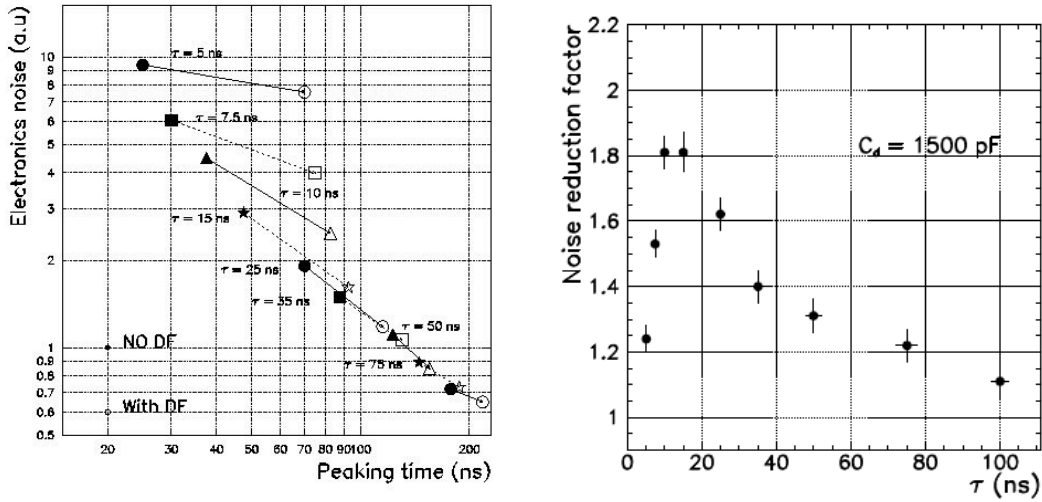 Electronics noise (a.u)
10
9
8
7
6
5
4
3
2
1
0.9
0.8
0.7
0.6
0.5
τ = 5 ns
τ = 7.5 ns
τ = 10 ns
τ = 15 ns
τ = 25 ns
τ = 35 ns
τ = 50 ns
τ = 75 ns
NO DF
With DF
20 30 40 50 60 70 80 90 100 200
Peaking time (ns)
Noise reduction factor
2.2
2
1.8
1.6
1.4
1.2
1
C_d = 1500 pF
0 20 40 60 80 100
τ (ns)